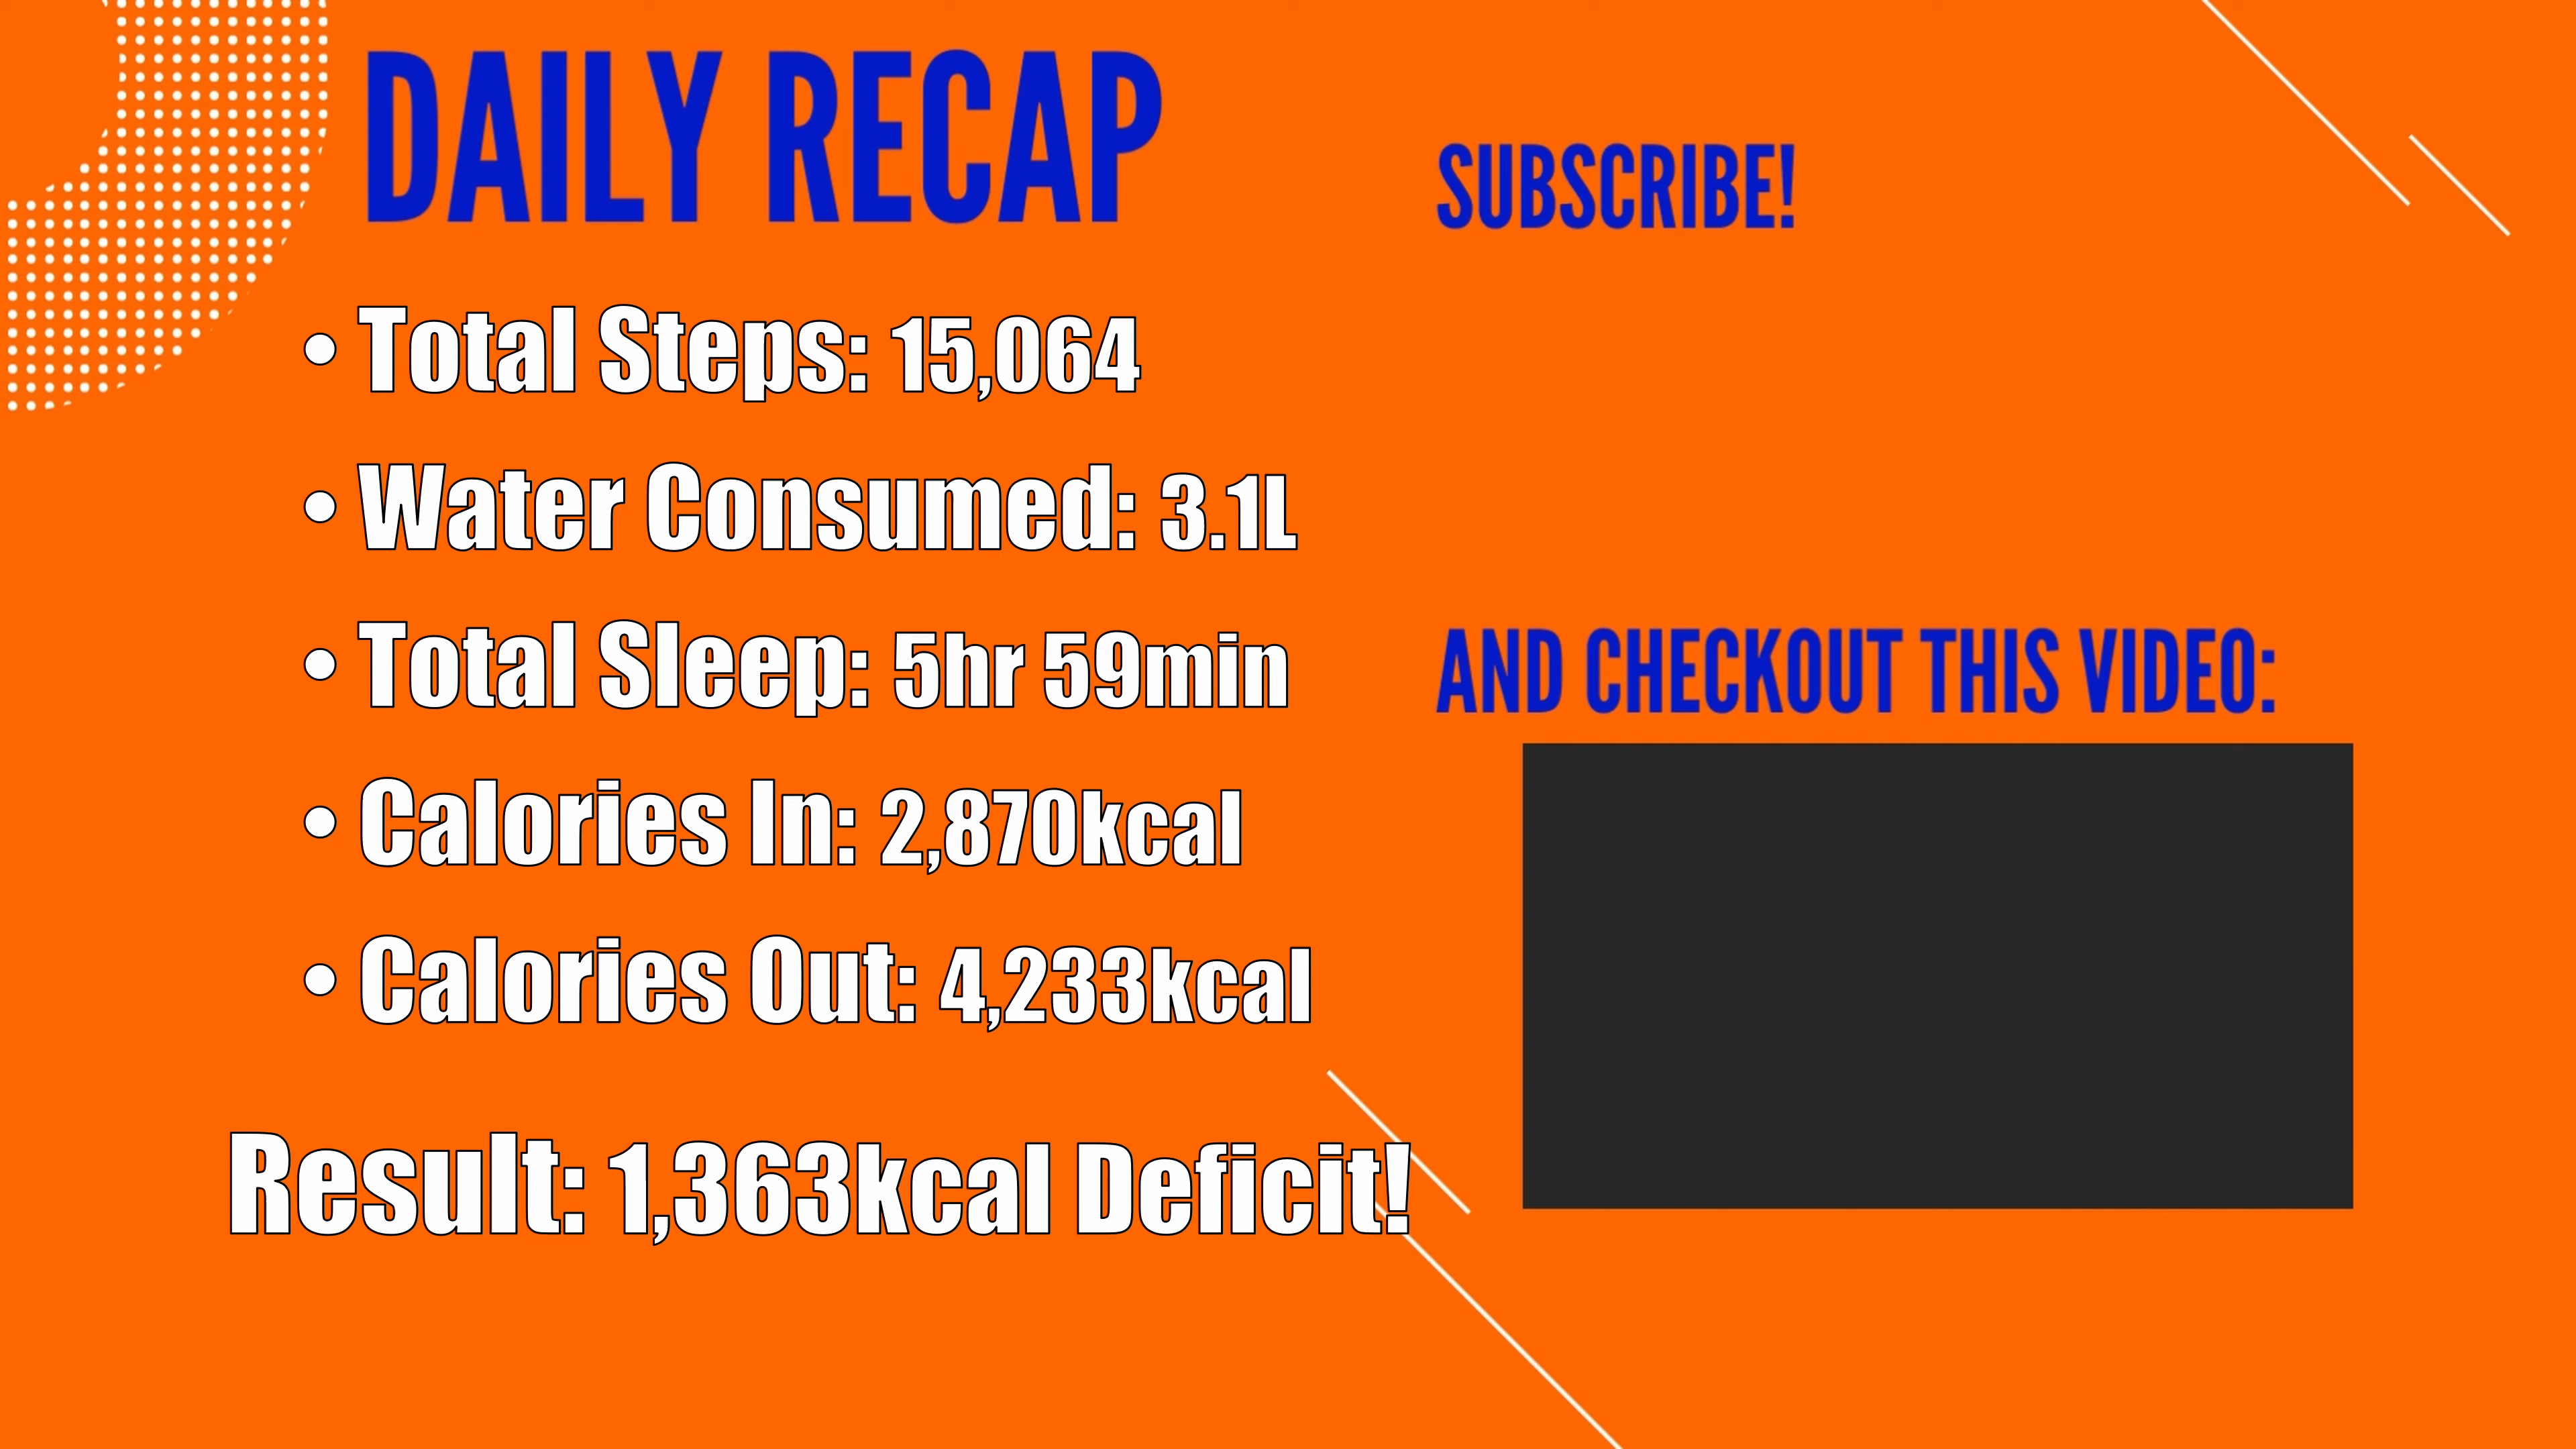 DAILY RECAP
• Total Steps: 15,064
• Water Consumed: 3.1L
• Total Sleep: 5hr 59min
• Calories In: 2,870kcal
• Calories Out: 4,233kcal
Result: 1,363kcal Deficit!
SUBSCRIBE!
AND CHECKOUT THIS VIDEO: